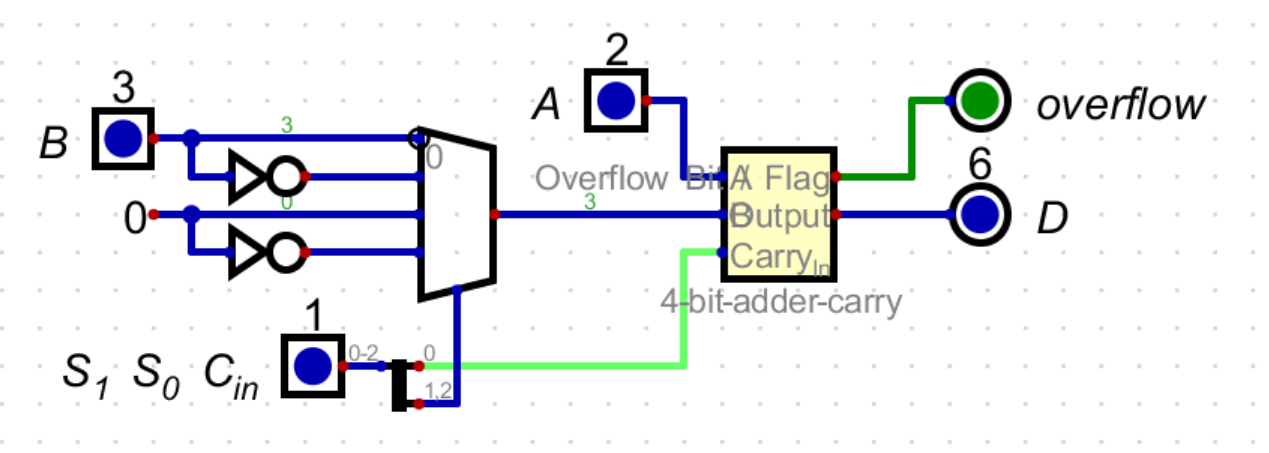 2
3
A
overflow
B
3
0
6
Overflow Bit / Flag
A
0
3
0
B
Output
D
Carry In
4-bit-adder-carry
1
S1 S0 Cin
0-2
0
1,2